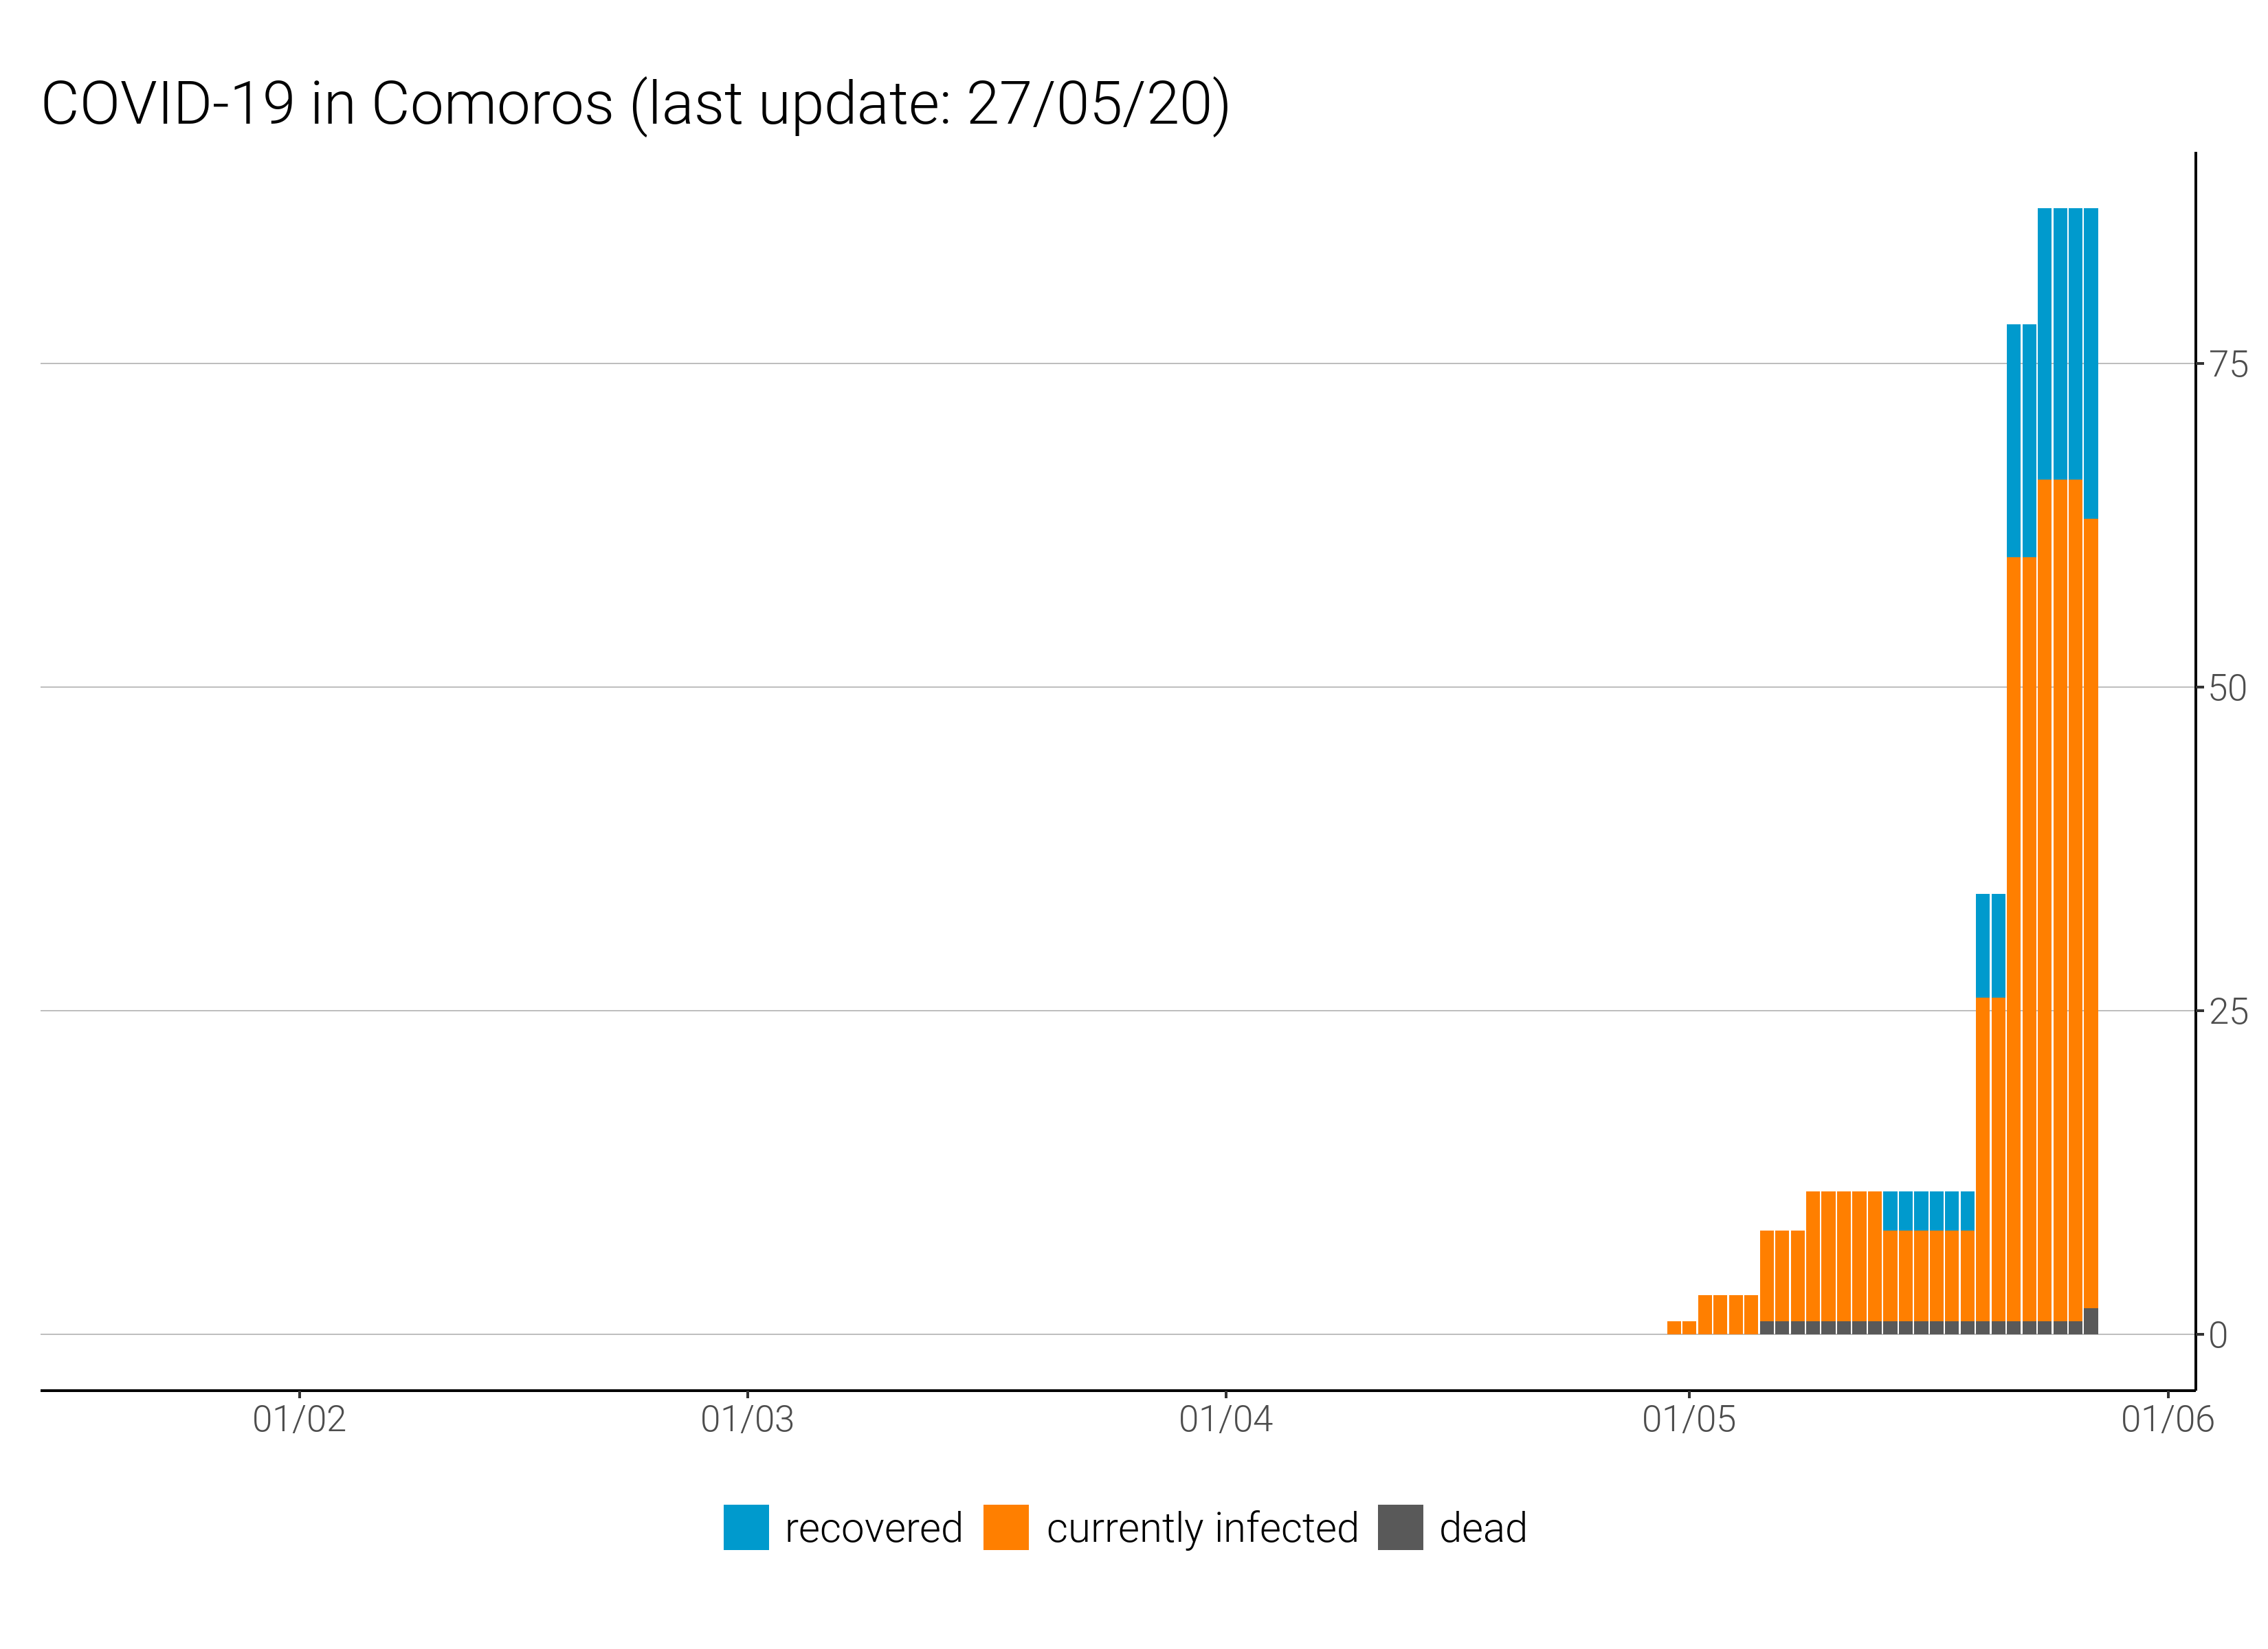 COVID-19 in Comoros (last update: 27/05/20)
75
50
25
0
01/02 01/03 01/04 01/05 01/06
recovered currently infected dead